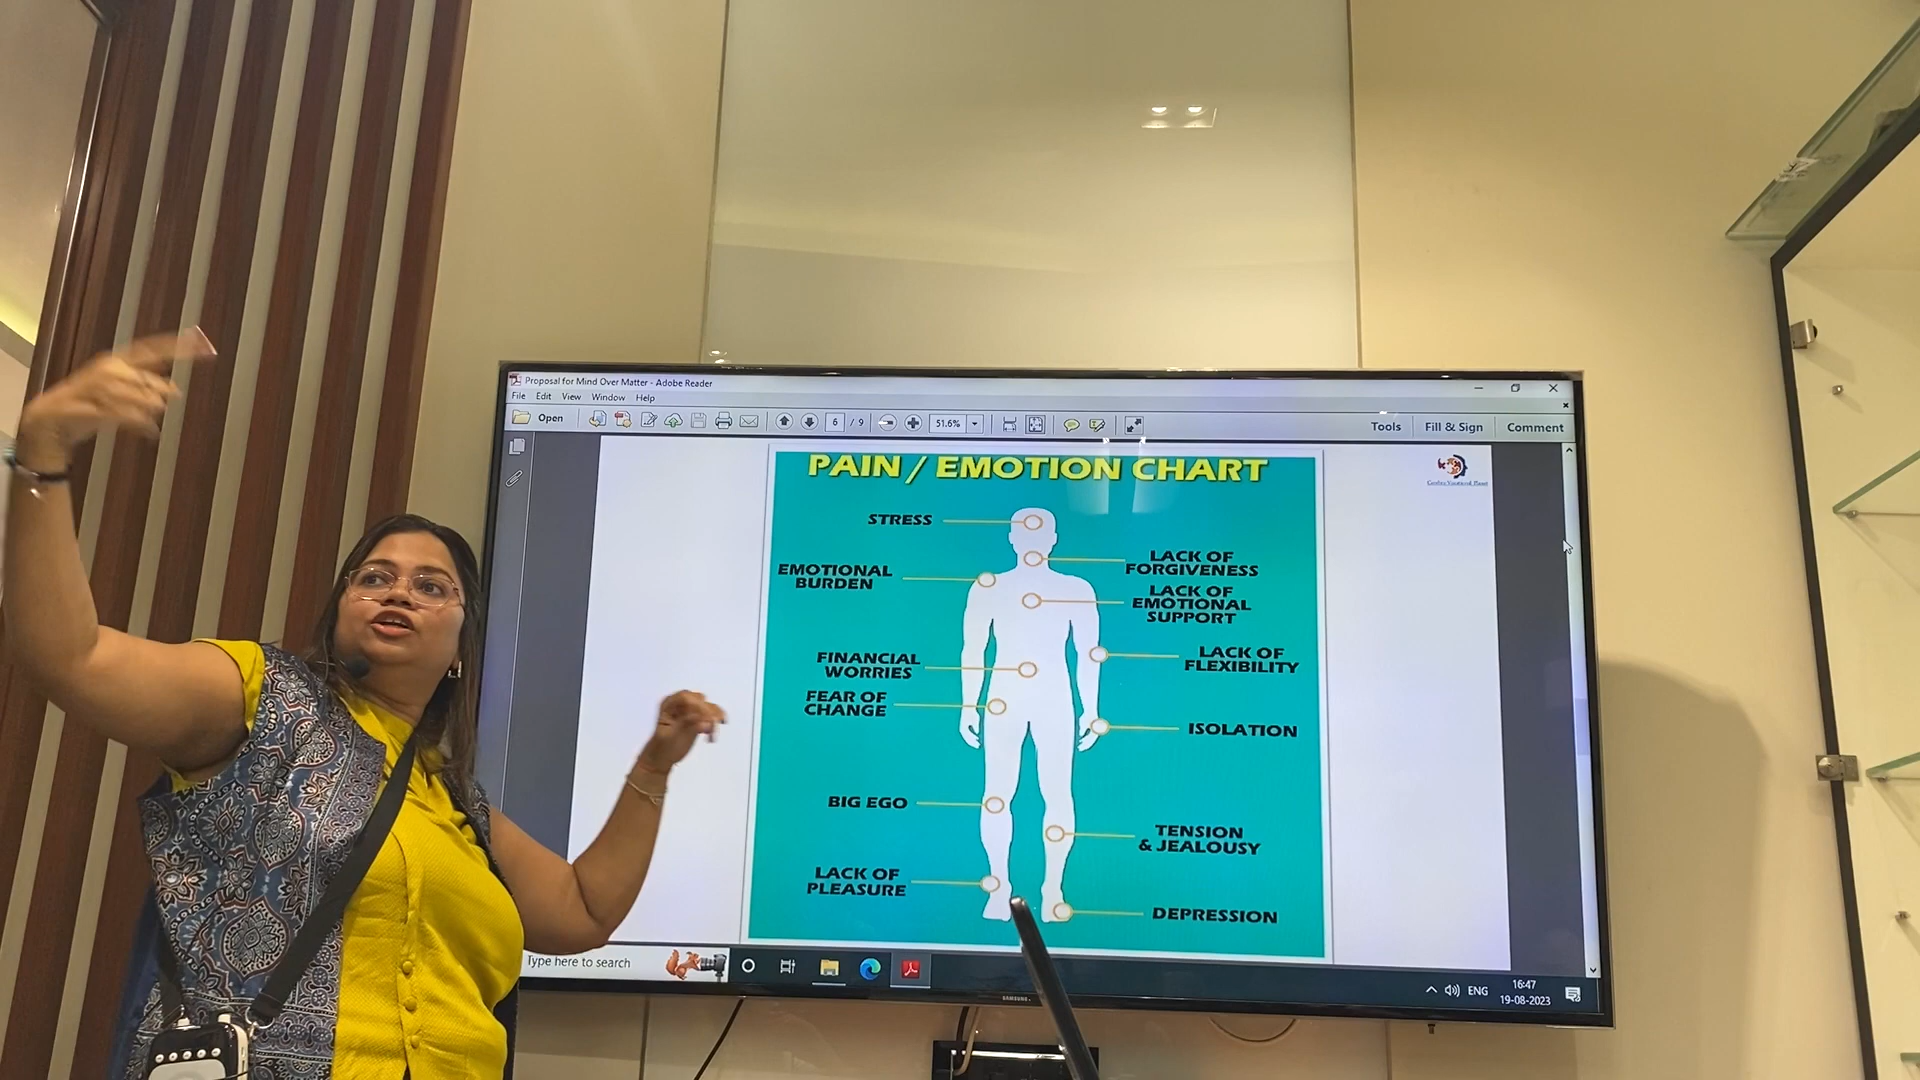 Proposal for Mind Over Matter - Adobe Reader
File Edit View Window Help
Open 6 / 9 51.6% Tools Fill & Sign Comment
PAIN / EMOTION CHART
STRESS
LACK OF
FORGIVENESS
EMOTIONAL
BURDEN
LACK OF
EMOTIONAL
SUPPORT
FINANCIAL
WORRIES
LACK OF
FLEXIBILITY
FEAR OF
CHANGE
ISOLATION
BIG EGO
TENSION
& JEALOUSY
LACK OF
PLEASURE
DEPRESSION
Type here to search
ENG
16:47
19-08-2023
SAMSUNG